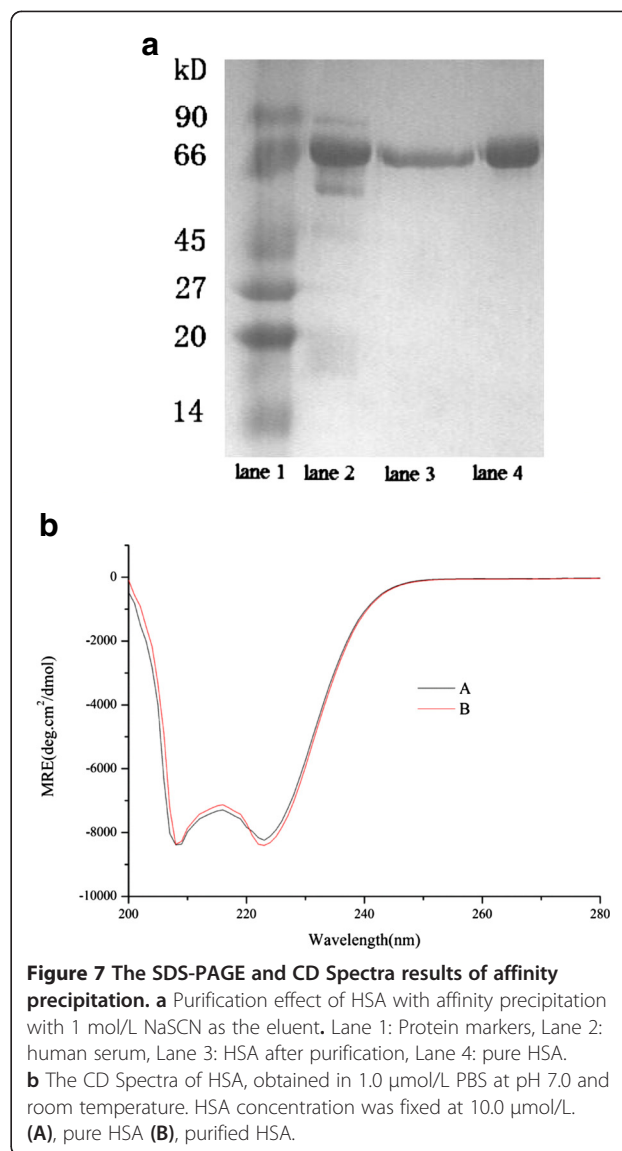 a
kD
90
66
45
27
20
14
lane 1 lane 2 lane 3 lane 4
b
0
-2000
-4000
-6000
-8000
-10000
MRE(deg.cm²/dmol)
A
B
200 220 240 260 280
Wavelength(nm)
Figure 7 The SDS-PAGE and CD Spectra results of affinity
precipitation. a Purification effect of HSA with affinity precipitation
with 1 mol/L NaSCN as the eluent. Lane 1: Protein markers, Lane 2:
human serum, Lane 3: HSA after purification, Lane 4: pure HSA.
b The CD Spectra of HSA, obtained in 1.0 μmol/L PBS at pH 7.0 and
room temperature. HSA concentration was fixed at 10.0 μmol/L.
(A), pure HSA (B), purified HSA.